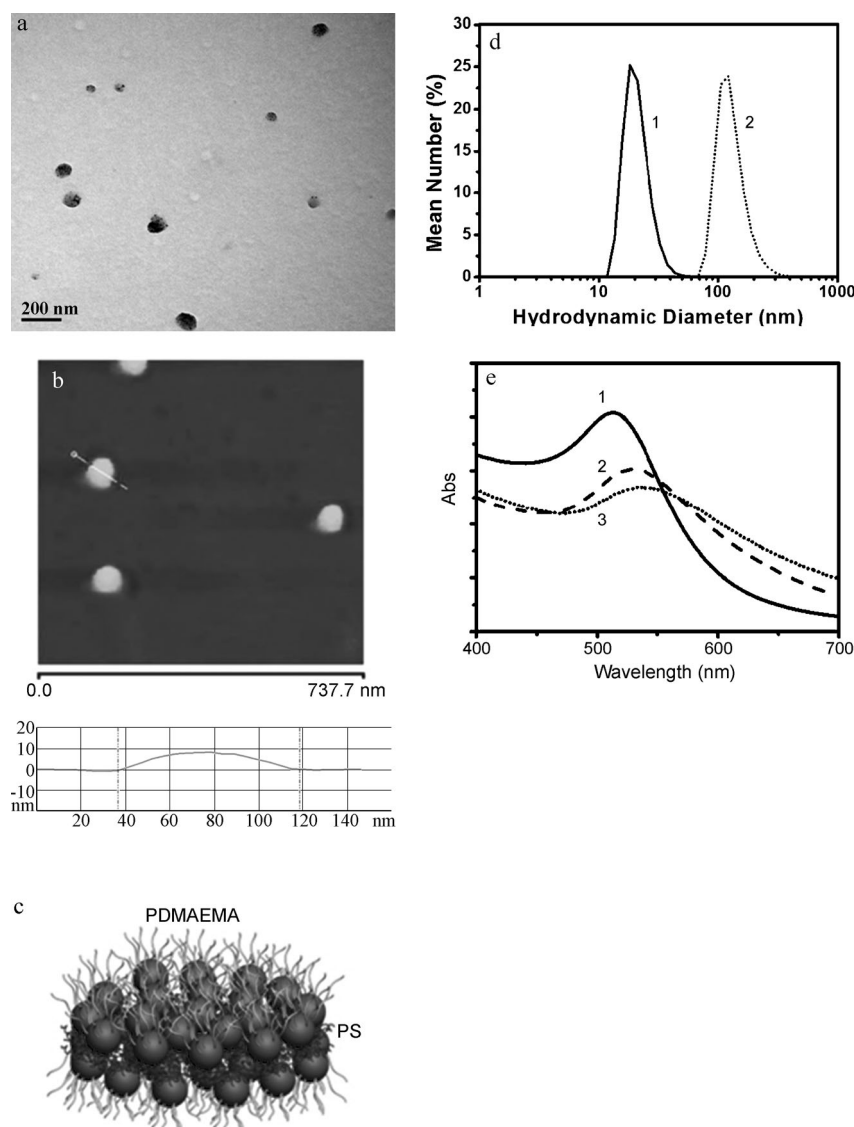 a
200 nm
b
0.0 737.7 nm
20
10
0
-10
nm
20 40 60 80 100 120 140 nm
c
PDMAEMA
PS
d
Mean Number (%)
30
25
20
15
10
5
0
1
2
1 10 100 1000
Hydrodynamic Diameter (nm)
e
Abs
1
2
3
400 500 600 700
Wavelength (nm)